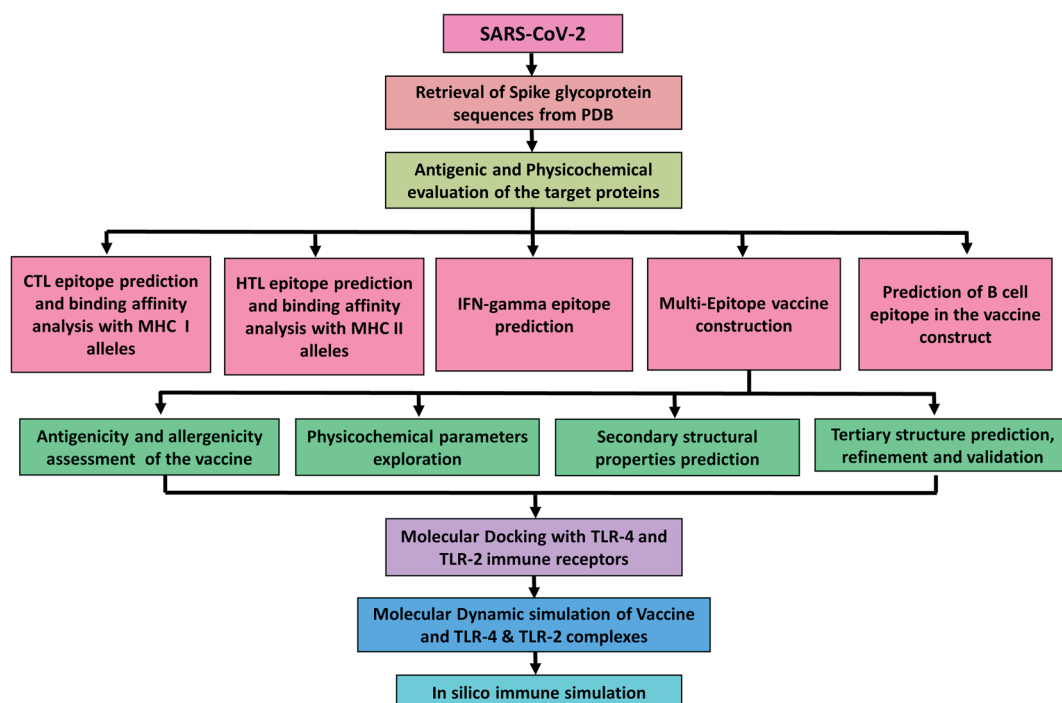 SARS-CoV-2
Retrieval of Spike glycoprotein
sequences from PDB
Antigenic and Physicochemical
evaluation of the target proteins
CTL epitope prediction
and binding affinity
analysis with MHC I
alleles
HTL epitope prediction
and binding affinity
analysis with MHC II
alleles
IFN-gamma epitope
prediction
Multi-Epitope vaccine
construction
Prediction of B cell
epitope in the vaccine
construct
Antigenicity and allergenicity
assessment of the vaccine
Physicochemical parameters
exploration
Secondary structural
properties prediction
Tertiary structure prediction,
refinement and validation
Molecular Docking with TLR-4 and
TLR-2 immune receptors
Molecular Dynamic simulation of Vaccine
and TLR-4 & TLR-2 complexes
In silico immune simulation